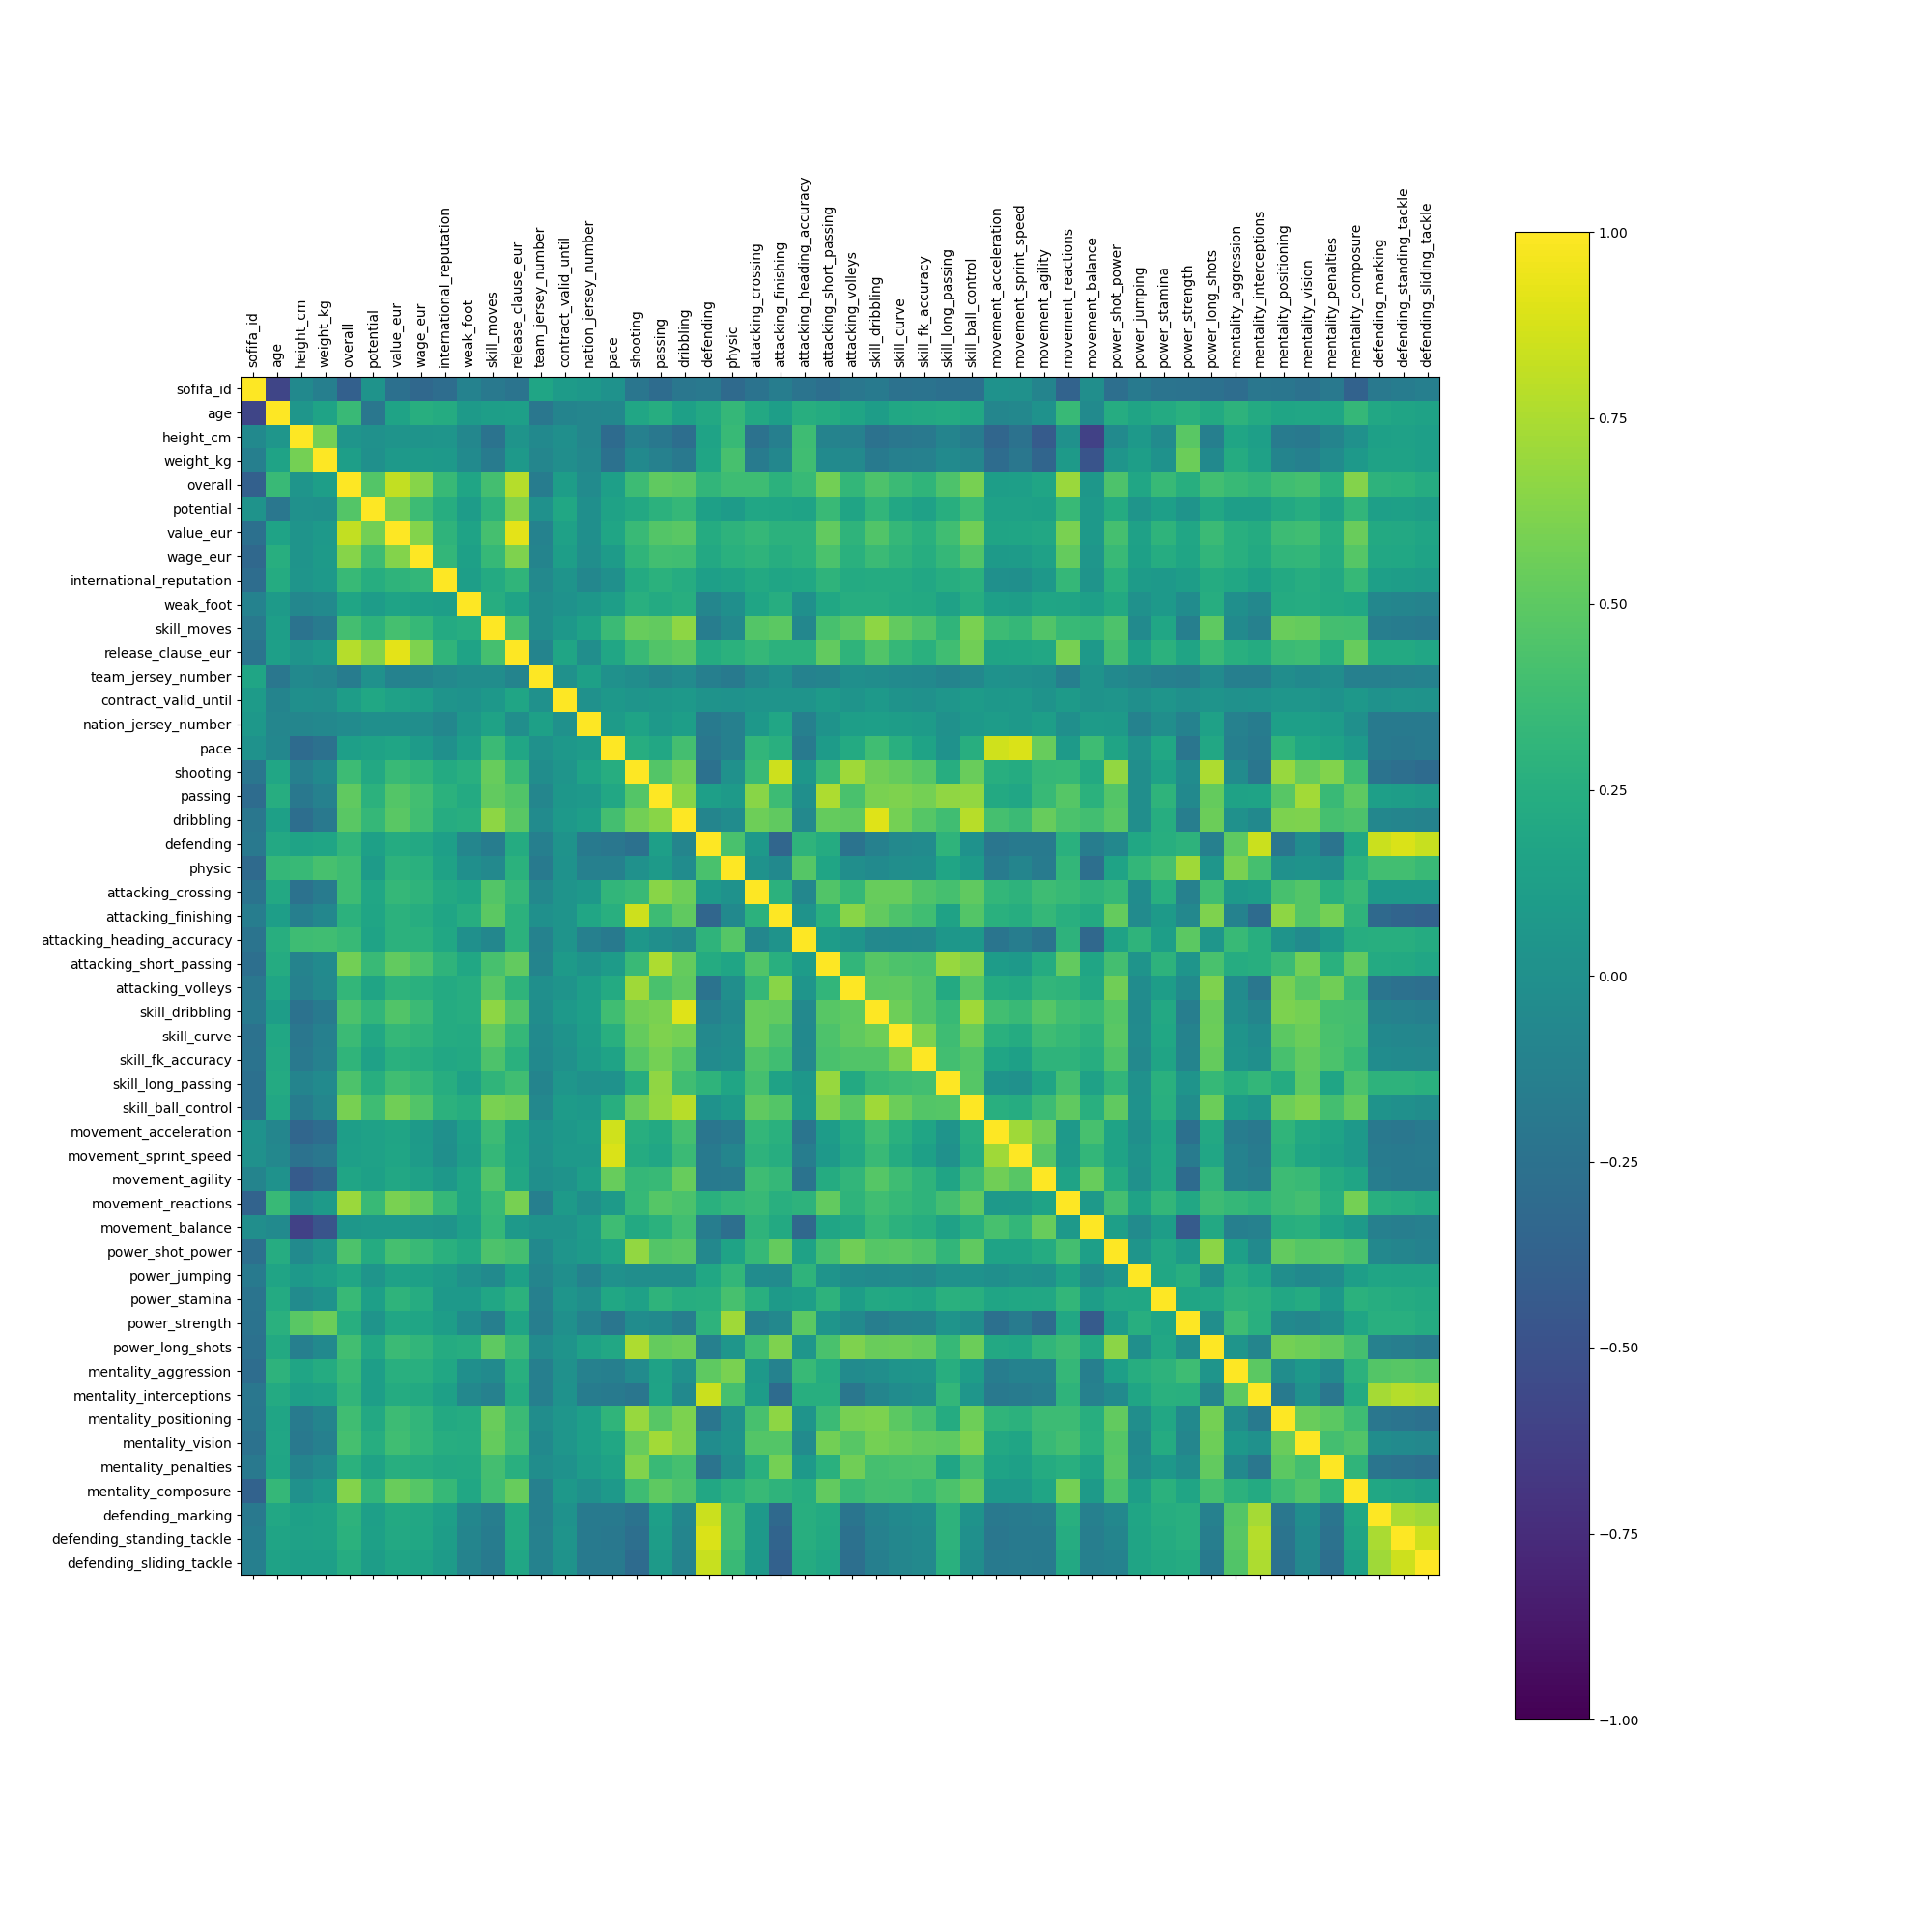 sofifa_id
age
height_cm
weight_kg
overall
potential
value_eur
wage_eur
international_reputation
weak_foot
skill_moves
release_clause_eur
team_jersey_number
contract_valid_until
nation_jersey_number
pace
shooting
passing
dribbling
defending
physic
attacking_crossing
attacking_finishing
attacking_heading_accuracy
attacking_short_passing
attacking_volleys
skill_dribbling
skill_curve
skill_fk_accuracy
skill_long_passing
skill_ball_control
movement_acceleration
movement_sprint_speed
movement_agility
movement_reactions
movement_balance
power_shot_power
power_jumping
power_stamina
power_strength
power_long_shots
mentality_aggression
mentality_interceptions
mentality_positioning
mentality_vision
mentality_penalties
mentality_composure
defending_marking
defending_standing_tackle
defending_sliding_tackle
sofifa_id
age
height_cm
weight_kg
overall
potential
value_eur
wage_eur
international_reputation
weak_foot
skill_moves
release_clause_eur
team_jersey_number
contract_valid_until
nation_jersey_number
pace
shooting
passing
dribbling
defending
physic
attacking_crossing
attacking_finishing
attacking_heading_accuracy
attacking_short_passing
attacking_volleys
skill_dribbling
skill_curve
skill_fk_accuracy
skill_long_passing
skill_ball_control
movement_acceleration
movement_sprint_speed
movement_agility
movement_reactions
movement_balance
power_shot_power
power_jumping
power_stamina
power_strength
power_long_shots
mentality_aggression
mentality_interceptions
mentality_positioning
mentality_vision
mentality_penalties
mentality_composure
defending_marking
defending_standing_tackle
defending_sliding_tackle
1.00
0.75
0.50
0.25
0.00
−0.25
−0.50
−0.75
−1.00